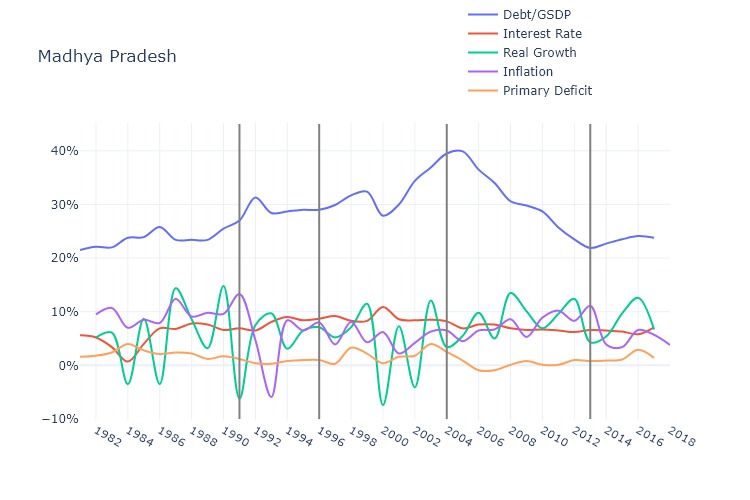 Debt/GSDP
Interest Rate
Real Growth
Inflation
Primary Deficit
Madhya Pradesh
40%
30%
20%
10%
0%
−10%
1982 1984 1986 1988 1990 1992 1994 1996 1998 2000 2002 2004 2006 2008 2010 2012 2014 2016 2018